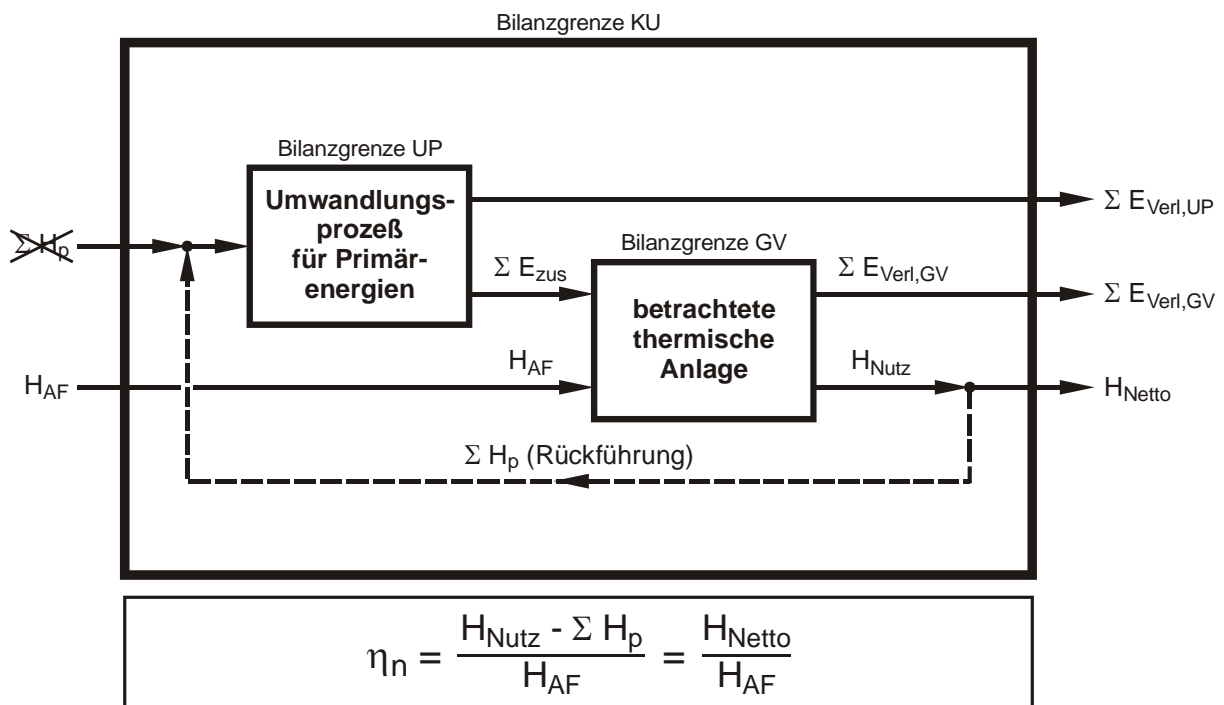 Bilanzgrenze KU
Bilanzgrenze UP
Umwandlungs-
prozeß
für Primär-
energien
Σ E_Verl,UP
Σ H_p
Bilanzgrenze GV
Σ E_zus
Σ E_Verl,GV
Σ E_Verl,GV
betrachtete
thermische
Anlage
H_AF
H_AF
H_Nutz
H_Netto
Σ H_p (Rückführung)
η_n = (H_Nutz - Σ H_p) / H_AF = H_Netto / H_AF